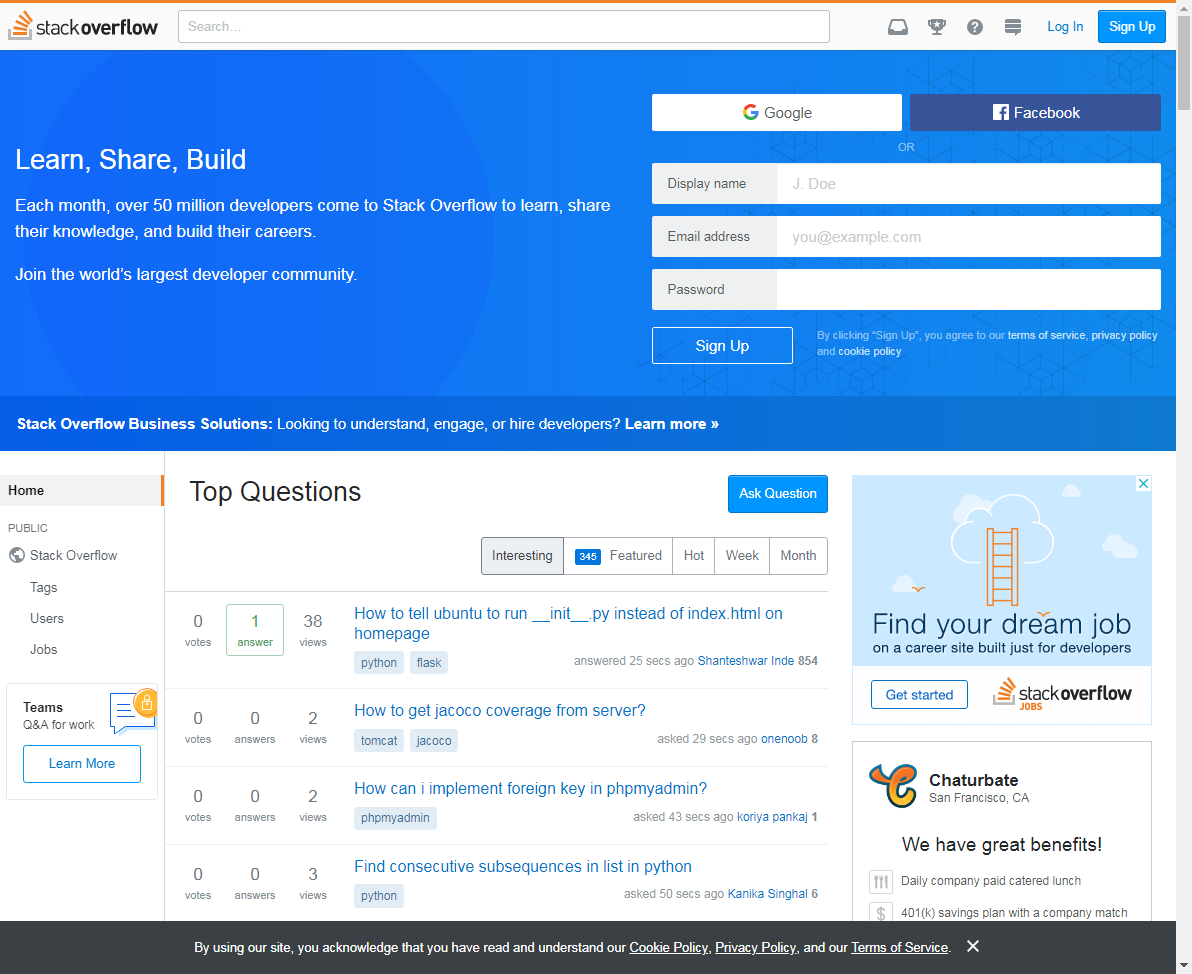 stackoverflow
Search...
Log In
Sign Up
Learn, Share, Build
Each month, over 50 million developers come to Stack Overflow to learn, share
their knowledge, and build their careers.
Join the world's largest developer community.
Google
Facebook
OR
Display name
J. Doe
Email address
you@example.com
Password
Sign Up
By clicking “Sign Up”, you agree to our terms of service, privacy policy
and cookie policy
Stack Overflow Business Solutions: Looking to understand, engage, or hire developers? Learn more »
Home
PUBLIC
Stack Overflow
Tags
Users
Jobs
Teams
Q&A for work
Learn More
Top Questions
Ask Question
Interesting
345 Featured
Hot
Week
Month
0 votes
1 answer
38 views
How to tell ubuntu to run __init__.py instead of index.html on
homepage
python flask
answered 25 secs ago Shanteshwar Inde 854
0 votes
0 answers
2 views
How to get jacoco coverage from server?
tomcat jacoco
asked 29 secs ago onenoob 8
0 votes
0 answers
2 views
How can i implement foreign key in phpmyadmin?
phpmyadmin
asked 43 secs ago koriya pankaj 1
0 votes
0 answers
3 views
Find consecutive subsequences in list in python
python
asked 50 secs ago Kanika Singhal 6
Find your dream job
on a career site built just for developers
Get started
stackoverflow
JOBS
Chaturbate
San Francisco, CA
We have great benefits!
Daily company paid catered lunch
401(k) savings plan with a company match
By using our site, you acknowledge that you have read and understand our Cookie Policy, Privacy Policy, and our Terms of Service.